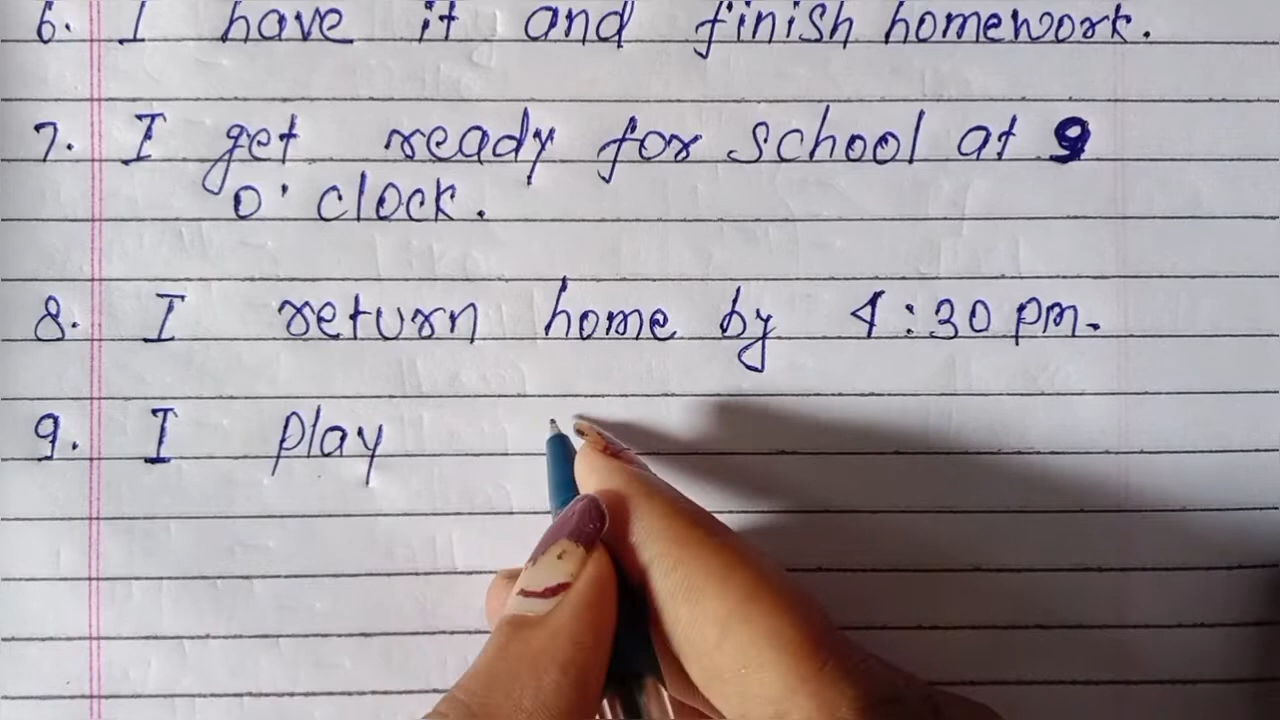 6. I have it and finish homework.
7. I get ready for school at 9
o' clock.
8. I return home by 4:30 pm.
9. I play